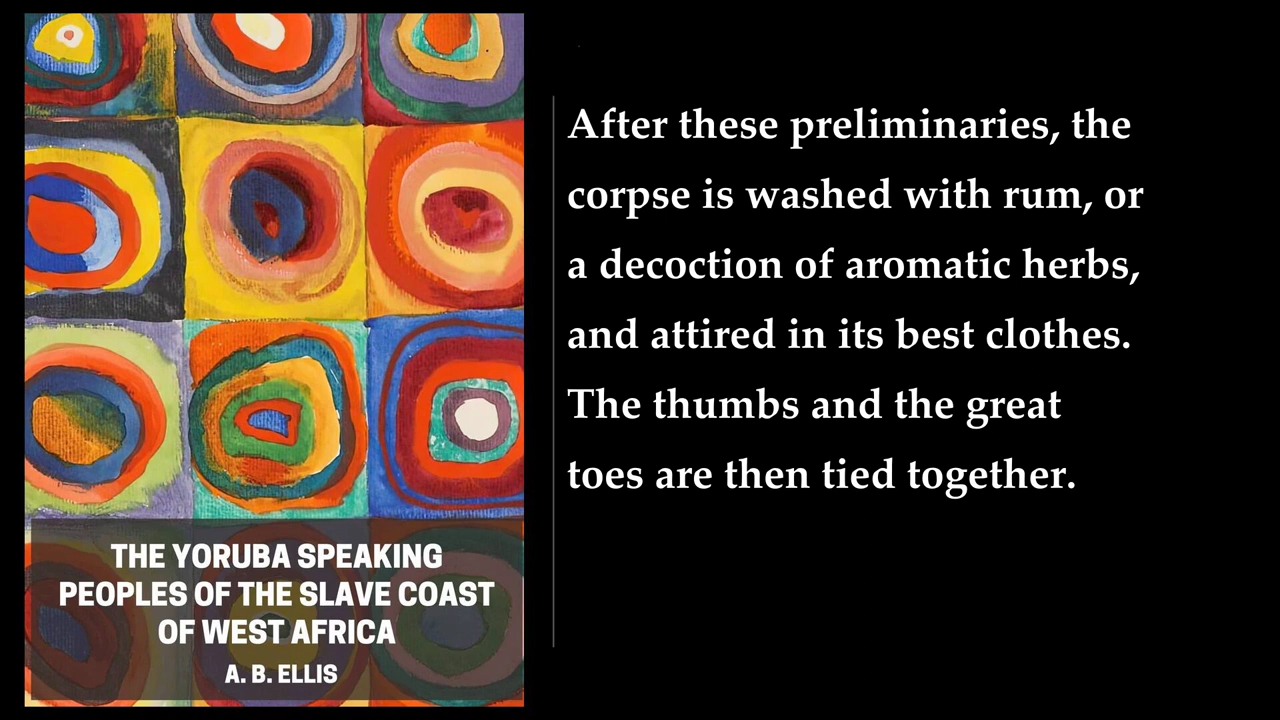 THE YORUBA SPEAKING
PEOPLES OF THE SLAVE COAST
OF WEST AFRICA
A. B. ELLIS
After these preliminaries, the
corpse is washed with rum, or
a decoction of aromatic herbs,
and attired in its best clothes.
The thumbs and the great
toes are then tied together.